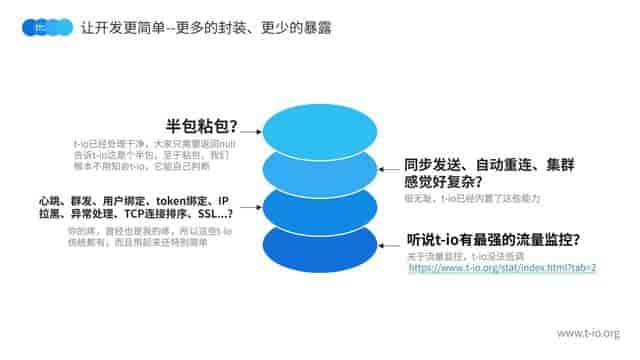 t-io
让开发更简单--更多的封装、更少的暴露
半包粘包?
t-io已经处理干净,大家只需要返回null
告诉t-io这是个半包,至于粘包,我们
根本不用知会t-io,它能自己判断
同步发送、自动重连、集群
感觉好复杂?
很无耻,t-io已经内置了这些能力
心跳、群发、用户绑定、token绑定、IP
拉黑、异常处理、TCP连接排序、SSL...?
你的疼,曾经也是我的疼,所以这些t-io
统统都有,而且用起来还特别简单
听说t-io有最强的流量监控?
关于流量监控,t-io没法低调
https://www.t-io.org/stat/index.html?tab=2
www.t-io.org